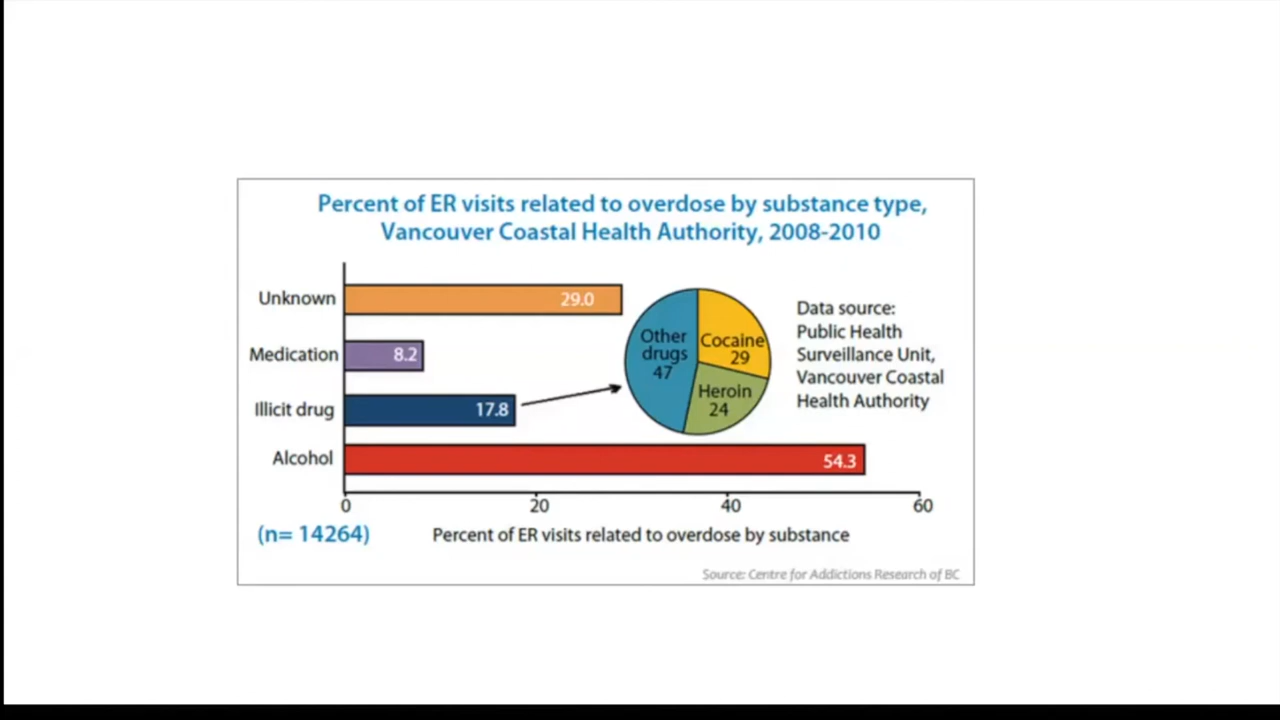 Percent of ER visits related to overdose by substance type,
Vancouver Coastal Health Authority, 2008-2010
Unknown
29.0
Medication
8.2
Illicit drug
17.8
Alcohol
54.3
Other
drugs
47
Cocaine
29
Heroin
24
Data source:
Public Health
Surveillance Unit,
Vancouver Coastal
Health Authority
0 20 40 60
(n= 14264)
Percent of ER visits related to overdose by substance
Source: Centre for Addictions Research of BC